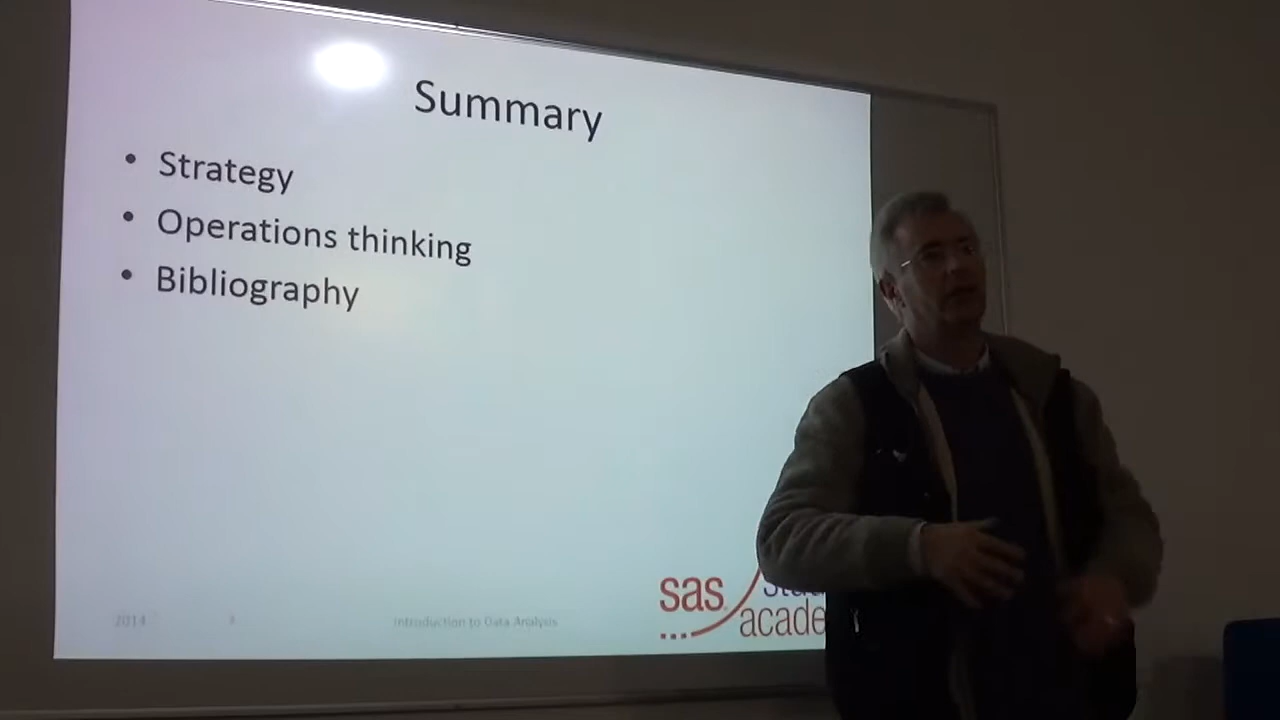 Summary
• Strategy
• Operations thinking
• Bibliography
2014
Introduction to Data Analysis
sas